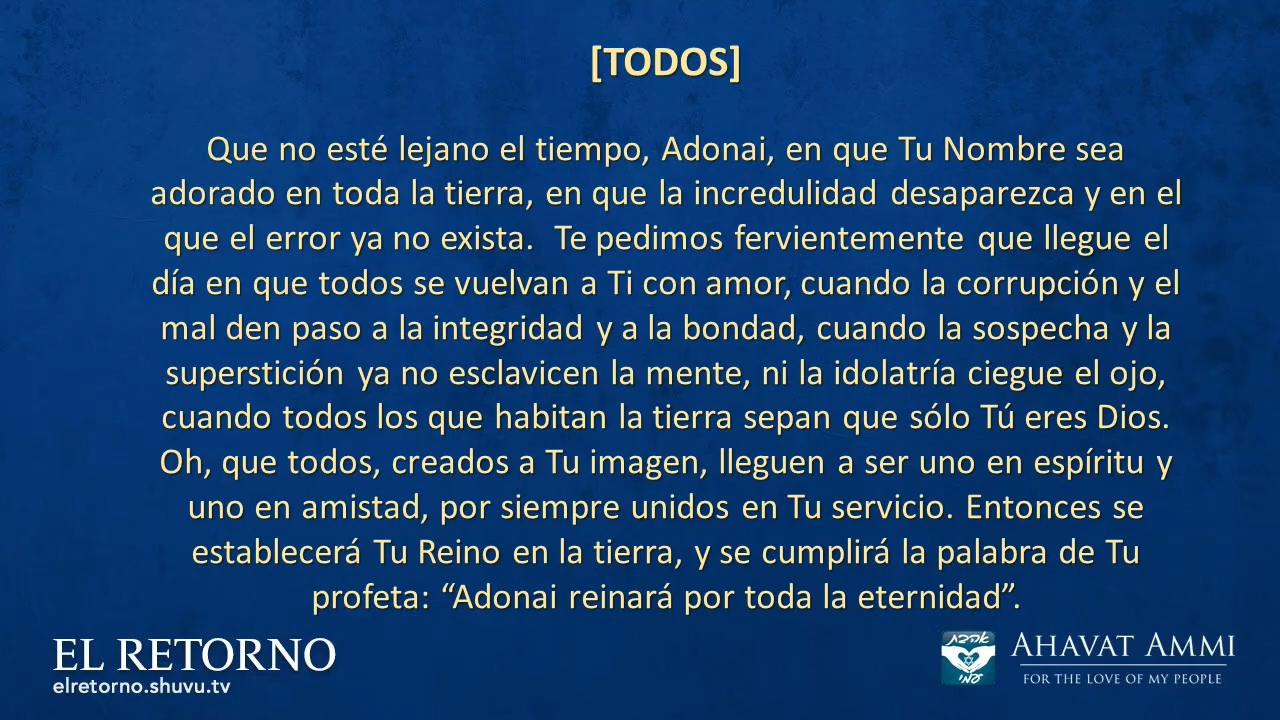 [TODOS]
Que no esté lejano el tiempo, Adonai, en que Tu Nombre sea
adorado en toda la tierra, en que la incredulidad desaparezca y en el
que el error ya no exista. Te pedimos fervientemente que llegue el
día en que todos se vuelvan a Ti con amor, cuando la corrupción y el
mal den paso a la integridad y a la bondad, cuando la sospecha y la
superstición ya no esclavicen la mente, ni la idolatría ciegue el ojo,
cuando todos los que habitan la tierra sepan que sólo Tú eres Dios.
Oh, que todos, creados a Tu imagen, lleguen a ser uno en espíritu y
uno en amistad, por siempre unidos en Tu servicio. Entonces se
establecerá Tu Reino en la tierra, y se cumplirá la palabra de Tu
profeta: “Adonai reinará por toda la eternidad”.
EL RETORNO
elretorno.shuvu.tv
אהבת
עמי
AHAVAT AMMI
FOR THE LOVE OF MY PEOPLE